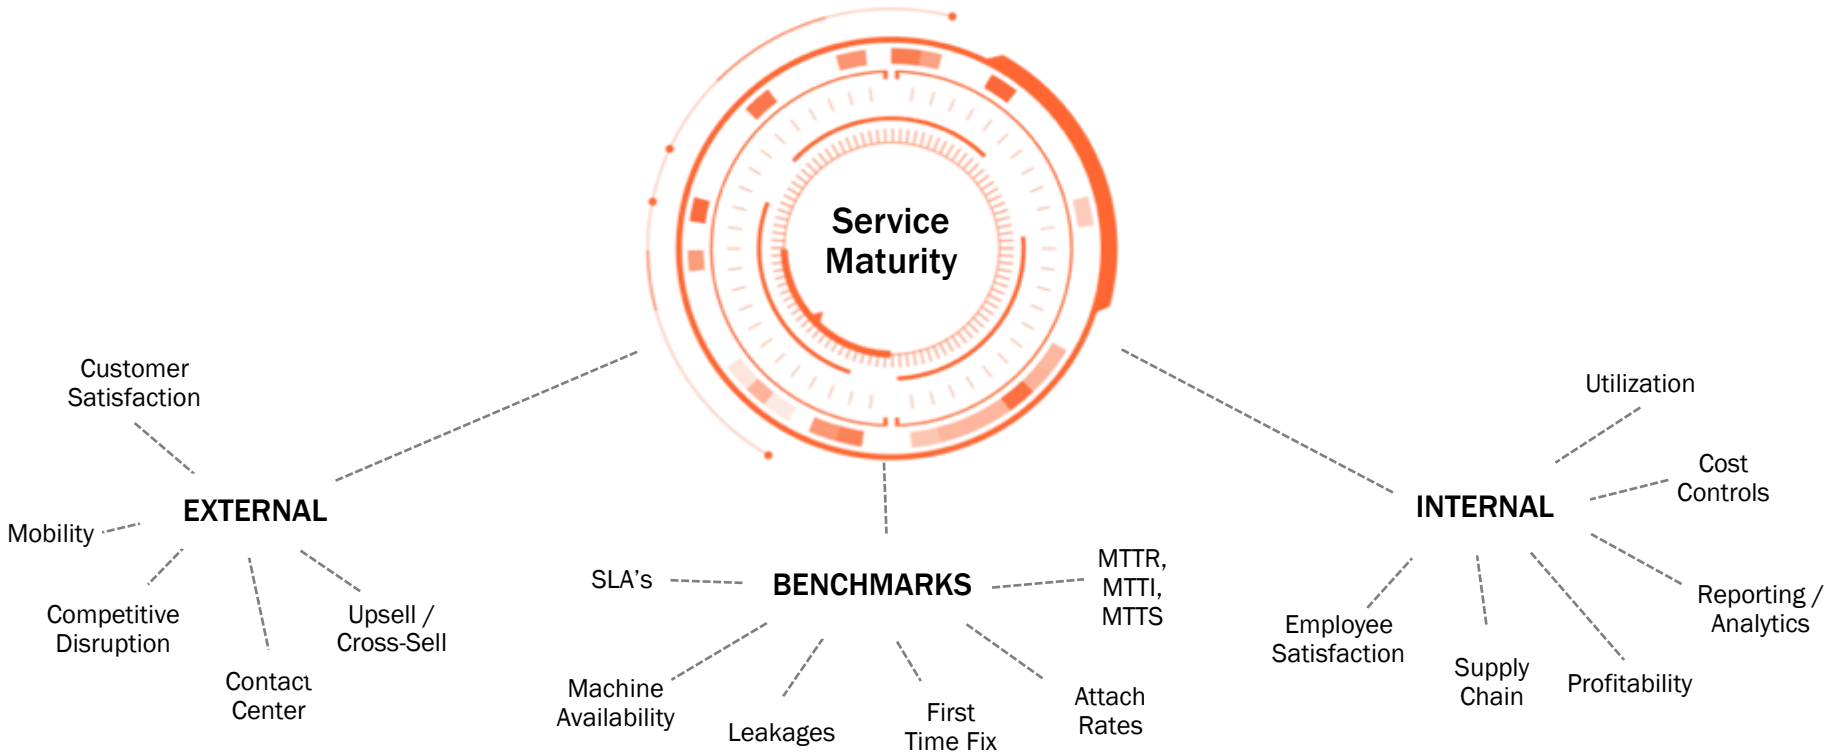 Service
Maturity
Customer
Satisfaction
EXTERNAL
Mobility
Competitive
Disruption
Contact
Center
Upsell /
Cross-Sell
BENCHMARKS
SLA's
Machine
Availability
Leakages
First
Time Fix
Attach
Rates
MTTR,
MTTI,
MTTS
INTERNAL
Utilization
Cost
Controls
Reporting /
Analytics
Profitability
Supply
Chain
Employee
Satisfaction